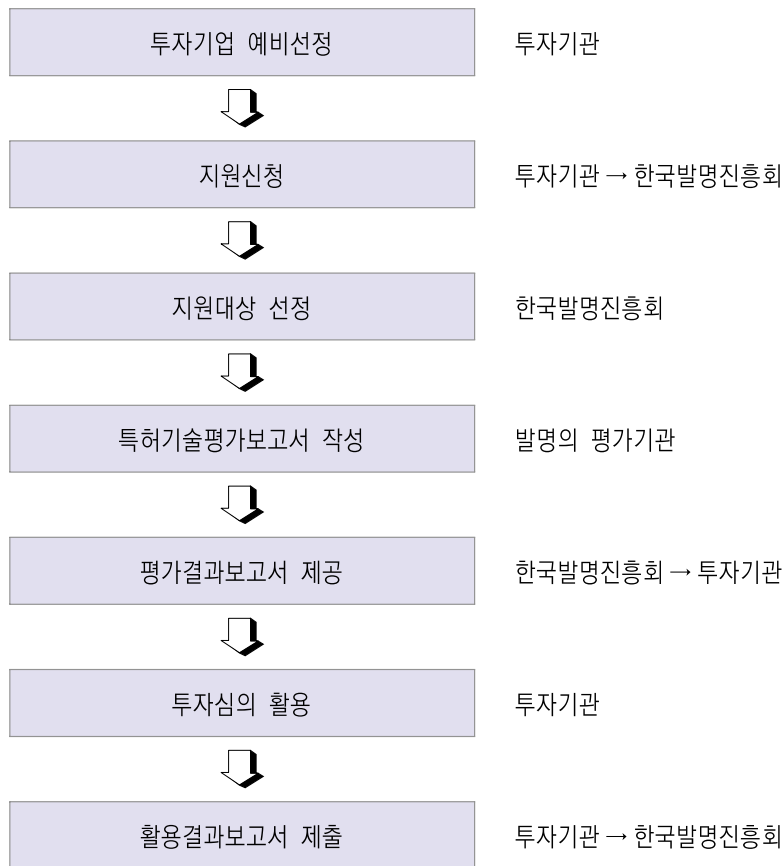 투자기업 예비선정 투자기관
지원신청 투자기관 → 한국발명진흥회
지원대상 선정 한국발명진흥회
특허기술평가보고서 작성 발명의 평가기관
평가결과보고서 제공 한국발명진흥회 → 투자기관
투자심의 활용 투자기관
활용결과보고서 제출 투자기관 → 한국발명진흥회